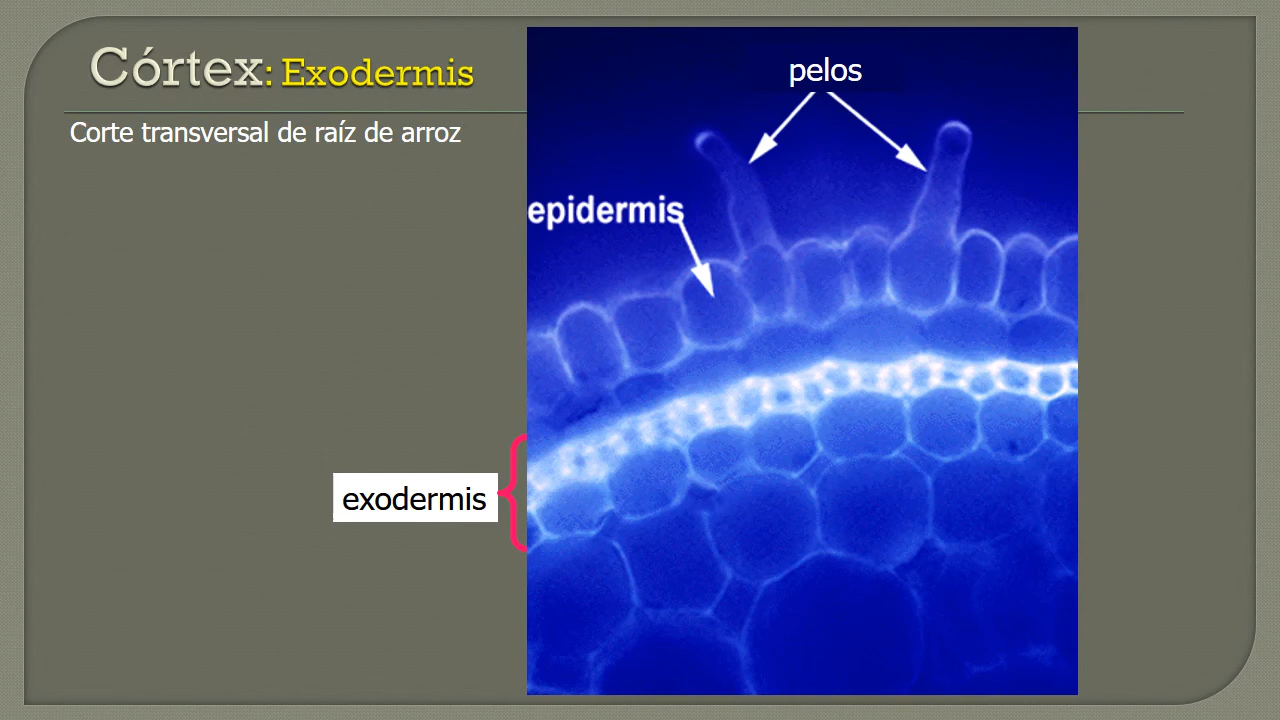 Córtex: Exodermis
Corte transversal de raíz de arroz
pelos
epidermis
exodermis